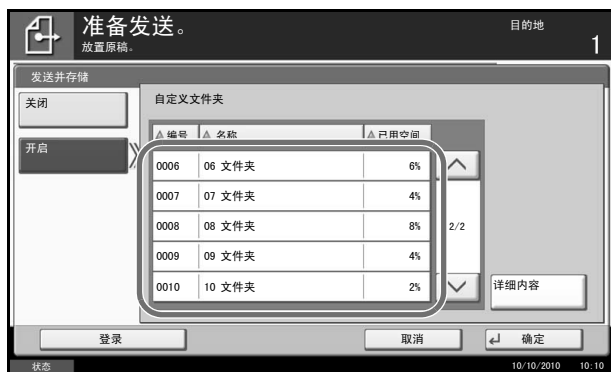 准备发送。
放置原稿。
目的地
1
发送并存储
关闭
开启
自定义文件夹
编号 名称 已用空间
0006 06 文件夹 6%
0007 07 文件夹 4%
0008 08 文件夹 8%
0009 09 文件夹 4%
0010 10 文件夹 2%
2/2
详细内容
登录 取消 确定
状态 10/10/2010 10:10